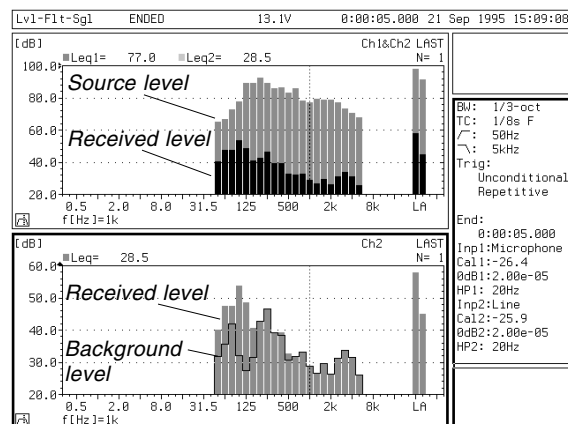 Lvl-Flt-Sgl ENDED 13.1V 0:00:05.000 21 Sep 1995 15:09:08
[dB] Ch1&Ch2 LAST
Leq1= 77.0 Leq2= 28.5 N= 1
100.0
Source level
80.0
60.0
Received level
40.0
20.0
0.5 2.0 8.0 31.5 125 500 2k 8k LA
f[Hz]=1k
[dB] Ch2 LAST
Leq= 28.5 N= 1
60.0
Received level
50.0
40.0
Background
level
30.0
20.0
0.5 2.0 8.0 31.5 125 500 2k 8k LA
f[Hz]=1k
BW: 1/3-oct
TC: 1/8s F
: 50Hz
: 5kHz
Trig:
Unconditional
Repetitive
End:
0:00:05.000
Inp1:Microphone
Cal1:-26.4
0dB1:2.00e-05
HP1: 20Hz
Inp2:Line
Cal2:-25.9
0dB2:2.00e-05
HP2: 20Hz